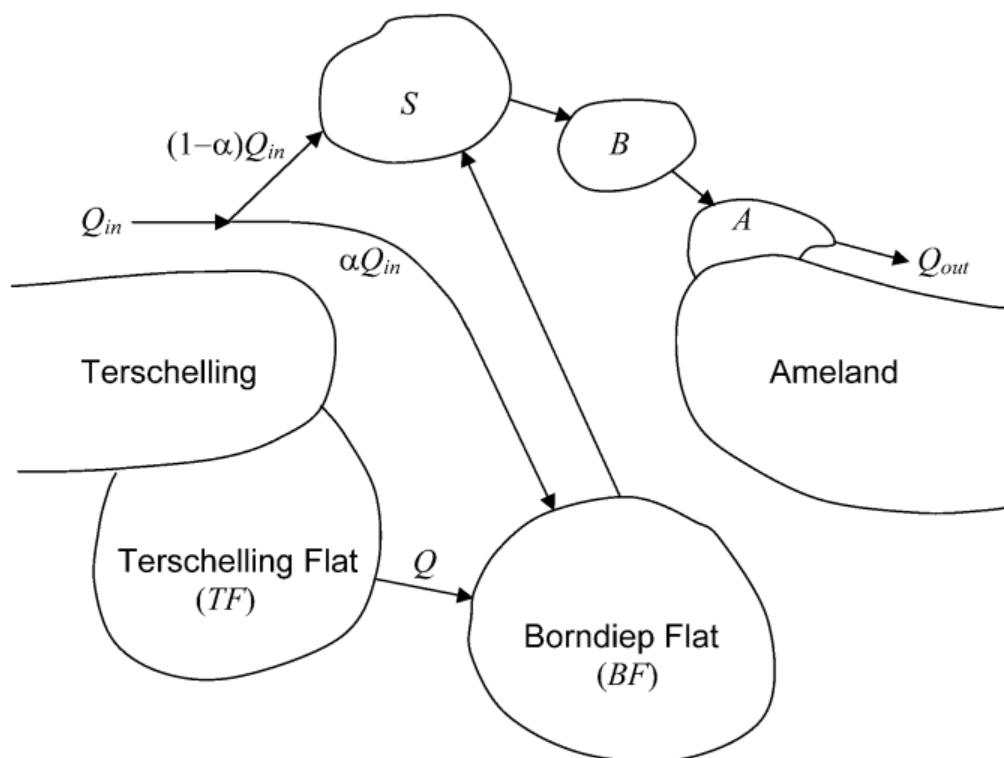 S
(1–α)Q_in
B
Q_in
A
αQ_in
Q_out
Terschelling
Ameland
Terschelling Flat
(TF)
Q
Borndiep Flat
(BF)